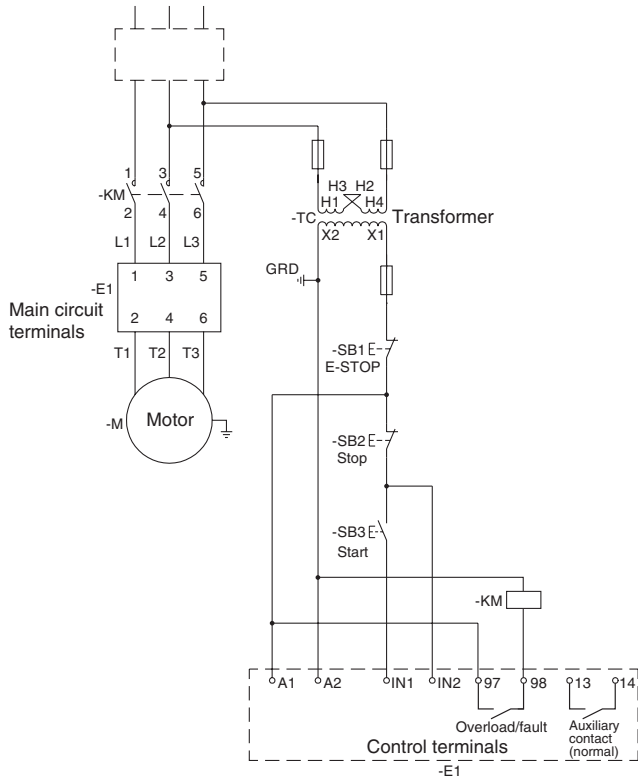 1 3 5
-KM
2 4 6
L1 L2 L3
H3 H2
H1 H4
-TC
Transformer
X2 X1
GRD
1 3 5
-E1
Main circuit
terminals
2 4 6
T1 T2 T3
-M
Motor
-SB1
E-STOP
-SB2
Stop
-SB3
Start
-KM
A1 A2 IN1 IN2 97 98 13 14
Overload/fault
Auxiliary
contact
(normal)
Control terminals
-E1